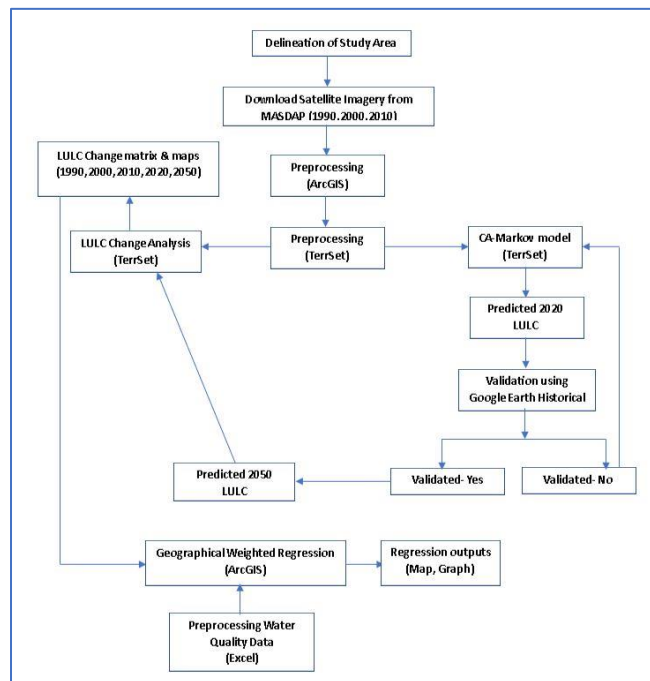 Delineation of Study Area
Download Satellite Imagery from
MASDAP (1990,2000,2010)
LULC Change matrix & maps
(1990,2000,2010,2020,2050)
Preprocessing
(ArcGIS)
LULC Change Analysis
(TerrSet)
Preprocessing
(TerrSet)
CA-Markov model
(TerrSet)
Predicted 2020
LULC
Validation using
Google Earth Historical
Predicted 2050
LULC
Validated- Yes
Validated- No
Geographical Weighted Regression
(ArcGIS)
Regression outputs
(Map, Graph)
Preprocessing Water
Quality Data
(Excel)